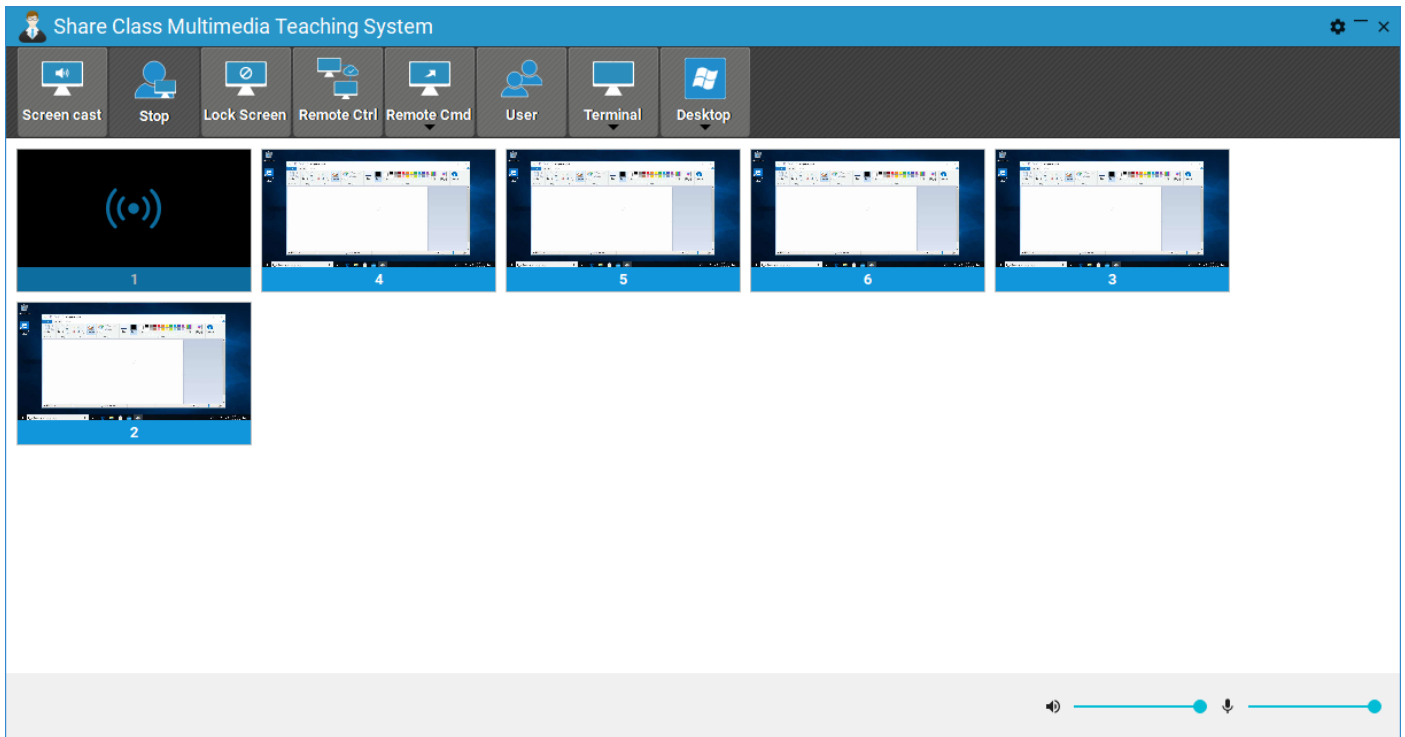 Share Class Multimedia Teaching System
Screen cast Stop Lock Screen Remote Ctrl Remote Cmd User Terminal Desktop
1 4 5 6 3
2